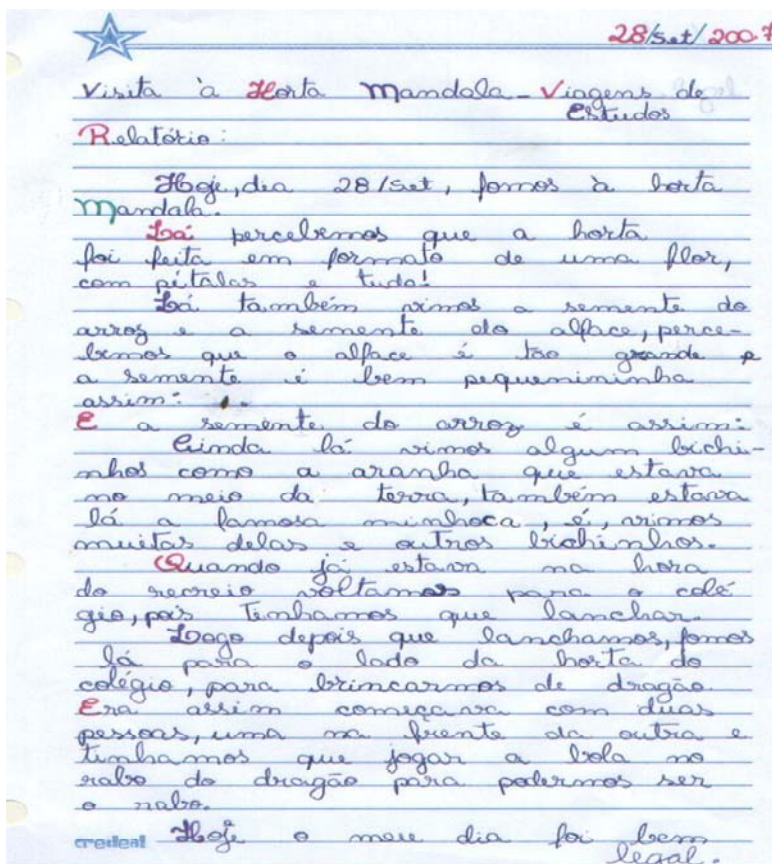 28/set/2007
Visita à Horta Mandala - Viagens de
Estudos
Relatório:
Hoje, dia 28/set, fomos à horta
Mandala.
Lá percebemos que a horta
foi feita em formato de uma flor,
com pétalas e tudo!
Lá também vimos a semente do
arroz e a semente do alface, perce-
bemos que o alface é tão grande e
a semente é bem pequenininha
assim: .
E a semente do arroz é assim:
Ainda lá vimos algum bichi-
nhos como a aranha que estava
no meio da terra, também estava
lá a famosa minhoca, é, vimos
muitas delas e outros bichinhos.
Quando já estava na hora
do recreio voltamos para o colé
gio, pois tinhamos que lanchar.
Logo depois que lanchamos, fomos
lá para o lado da horta do
colégio, para brincarmos de dragão.
Era assim começava com duas
pessoas, uma na frente da outra e
tinhamos que jogar a bola no
rabo do dragão para podermos ser
o rabo.
credeal Hoje o meu dia foi bem
legal.